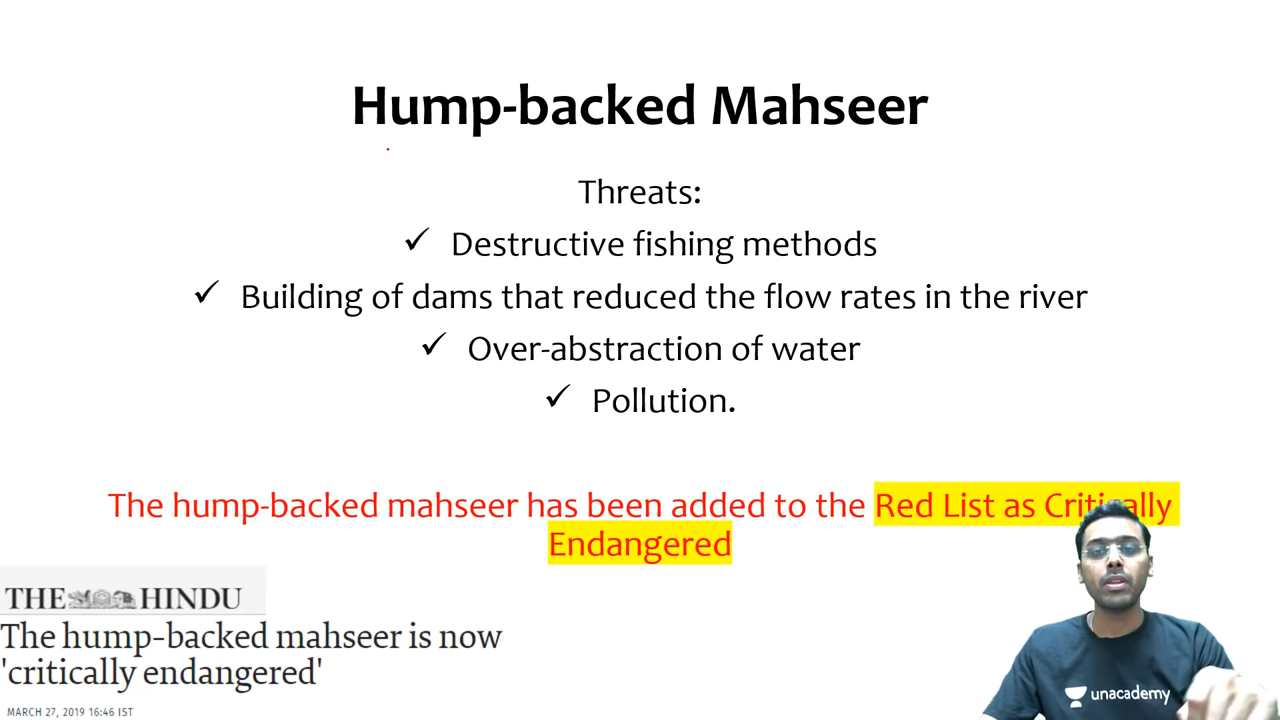 Hump-backed Mahseer
Threats:
✓ Destructive fishing methods
✓ Building of dams that reduced the flow rates in the river
✓ Over-abstraction of water
✓ Pollution.
The hump-backed mahseer has been added to the Red List as Critically
Endangered
THE HINDU
The hump-backed mahseer is now
'critically endangered'
MARCH 27, 2019 16:46 IST
unacademy